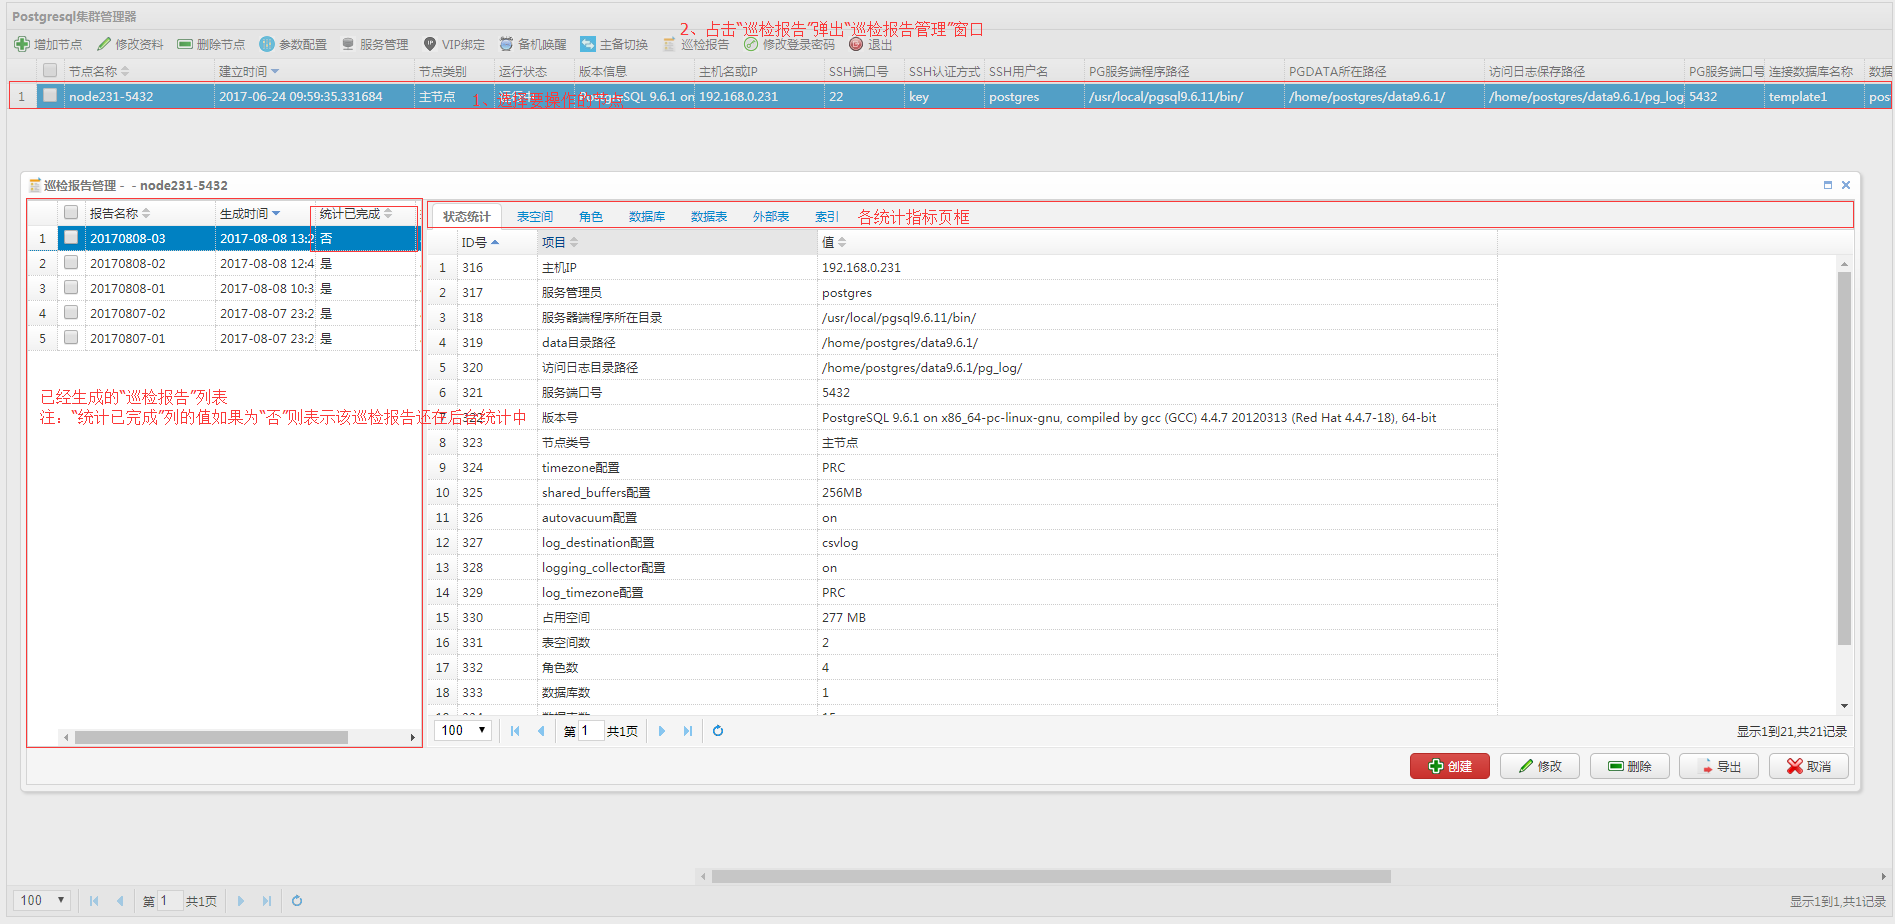 Postgresql集群管理器
2、点击“巡检报告”弹出“巡检报告管理”窗口
增加节点 修改资料 删除节点 参数配置 服务管理 VIP绑定 备机唤醒 主备切换 巡检报告 修改登录密码 退出
节点名称 建立时间 节点类别 运行状态 版本信息 主机名或IP SSH端口号 SSH认证方式 SSH用户名 PG服务端程序路径 PGDATA所在路径 访问日志保存路径 PG服务端口号 连接数据库名称 数据
1 node231-5432 2017-06-24 09:59:35.331684 主节点 运行中 PostgreSQL 9.6.1 on 192.168.0.231 22 key postgres /usr/local/pgsql9.6.11/bin/ /home/postgres/data9.6.1/ /home/postgres/data9.6.1/pg_log 5432 template1 pos
1、选择要操作的节点
巡检报告管理 - - node231-5432
报告名称 生成时间 统计已完成
1 20170808-03 2017-08-08 13:2 否
2 20170808-02 2017-08-08 12:4 是
3 20170808-01 2017-08-08 10:3 是
4 20170807-02 2017-08-07 23:2 是
5 20170807-01 2017-08-07 23:2 是
已经生成的“巡检报告”列表
注：“统计已完成”列的值如果为“否”则表示该巡检报告还在后台统计中
状态统计 表空间 角色 数据库 数据表 外部表 索引 各统计指标页框
ID号 项目 值
1 316 主机IP 192.168.0.231
2 317 服务管理员 postgres
3 318 服务器端程序所在目录 /usr/local/pgsql9.6.11/bin/
4 319 data目录路径 /home/postgres/data9.6.1/
5 320 访问日志目录路径 /home/postgres/data9.6.1/pg_log/
6 321 服务端口号 5432
7 322 版本号 PostgreSQL 9.6.1 on x86_64-pc-linux-gnu, compiled by gcc (GCC) 4.4.7 20120313 (Red Hat 4.4.7-18), 64-bit
8 323 节点类号 主节点
9 324 timezone配置 PRC
10 325 shared_buffers配置 256MB
11 326 autovacuum配置 on
12 327 log_destination配置 csvlog
13 328 logging_collector配置 on
14 329 log_timezone配置 PRC
15 330 占用空间 277 MB
16 331 表空间数 2
17 332 角色数 4
18 333 数据库数 1
100 第 1 共1页 显示1到21,共21记录
创建 修改 删除 导出 取消
100 第 1 共1页 显示1到1,共1记录